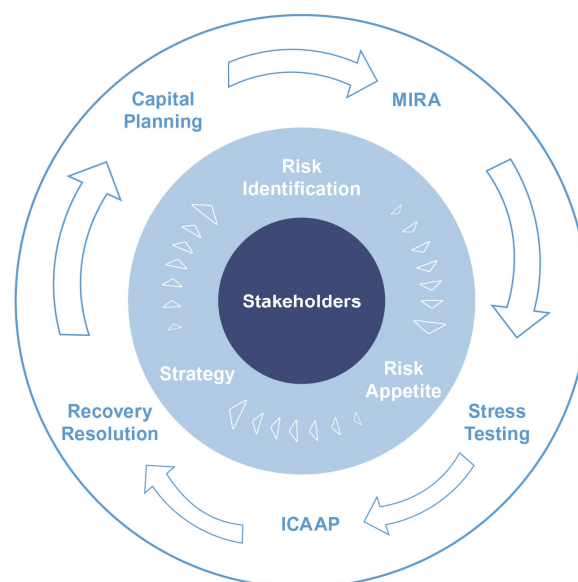 Capital
Planning
MIRA
Risk
Identification
Stakeholders
Strategy
Risk
Appetite
Recovery
Resolution
Stress
Testing
ICAAP